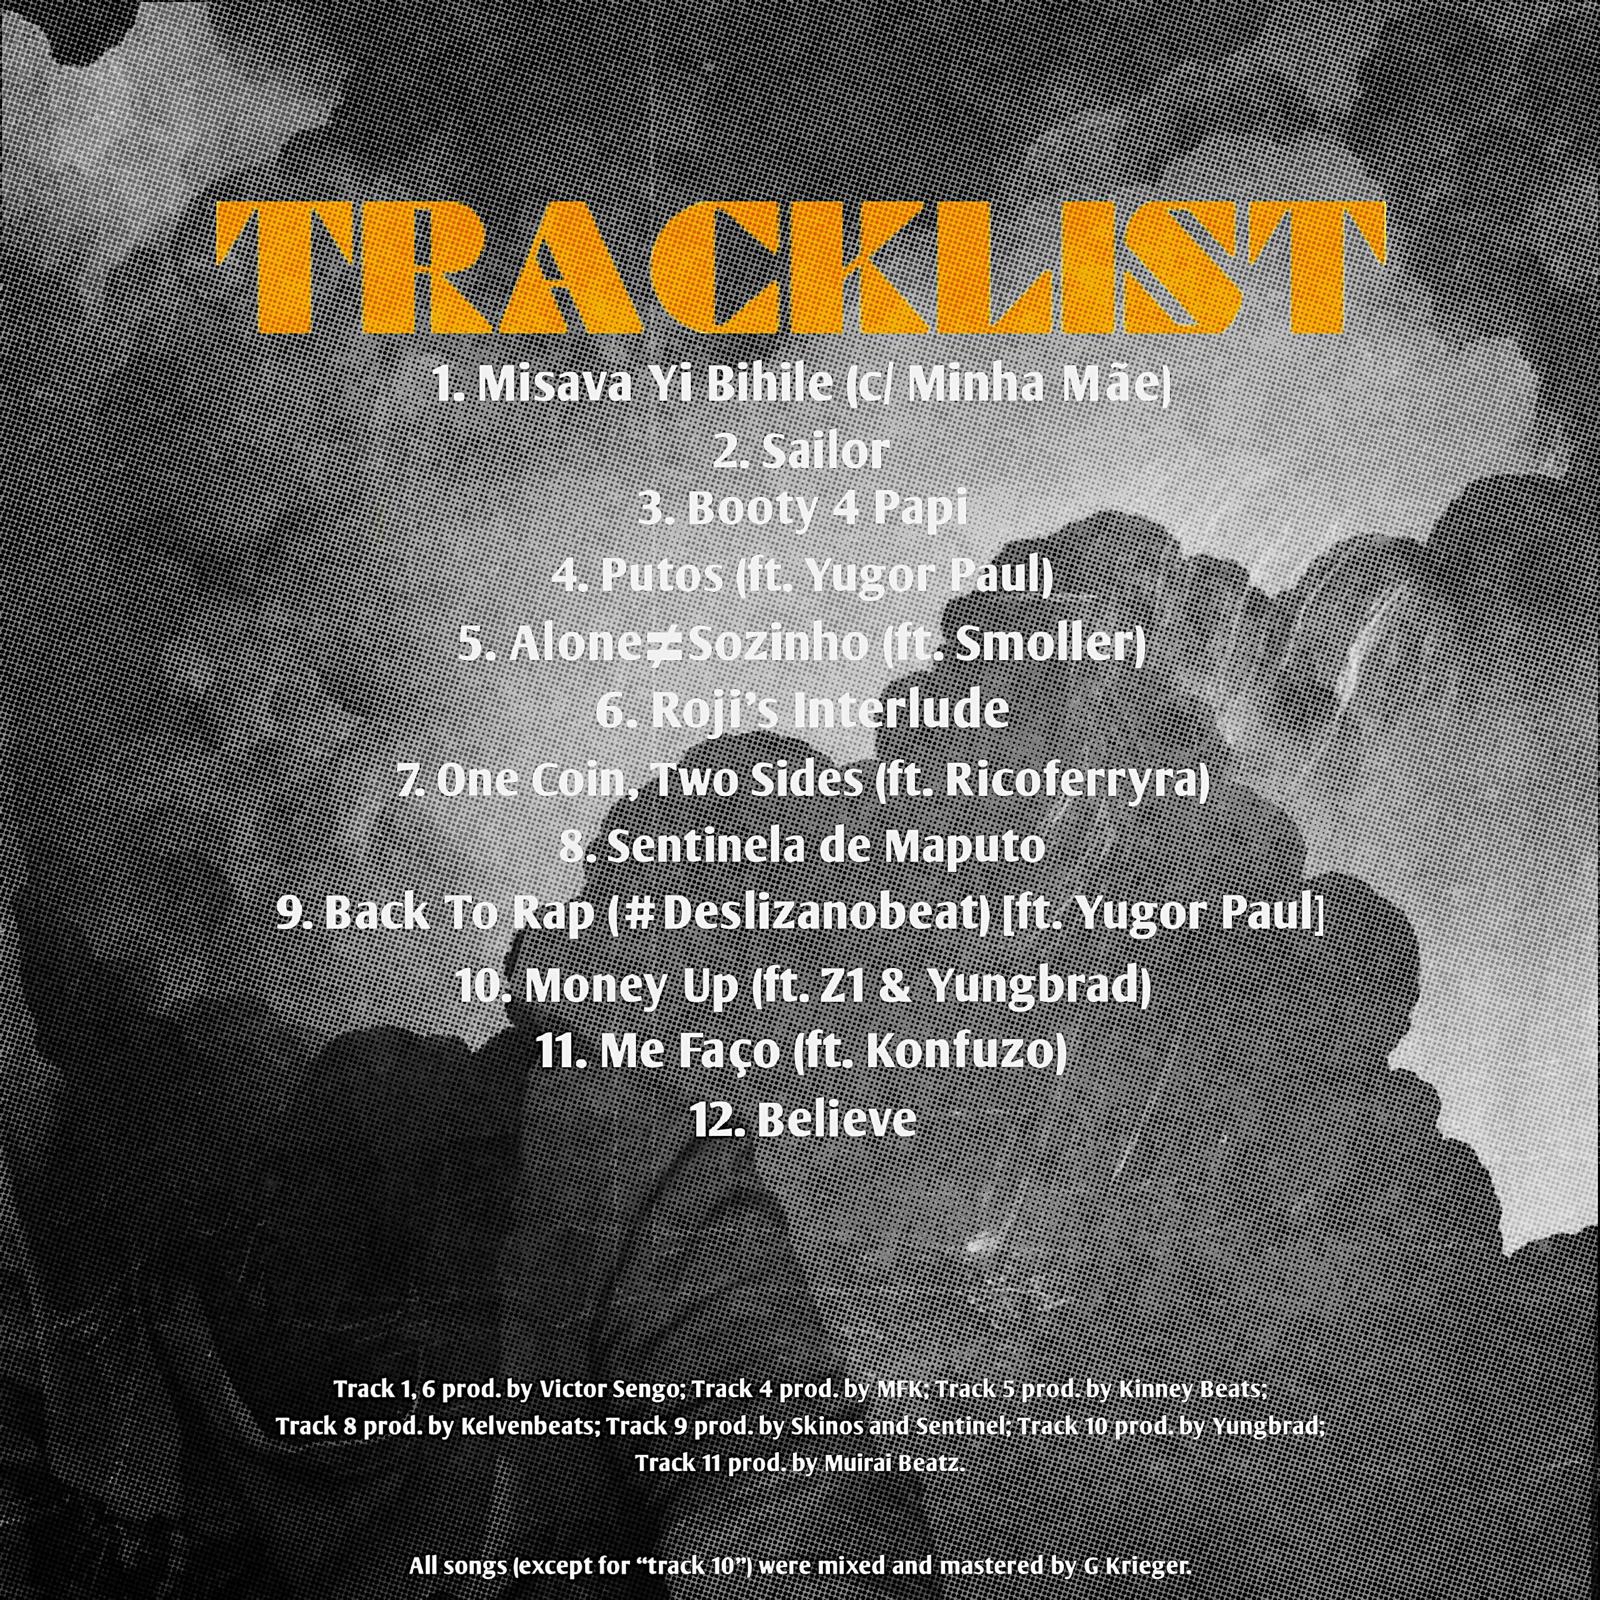 TRACKLIST
1. Misava Yi Bihile (c/ Minha Mãe)
2. Sailor
3. Booty 4 Papi
4. Putos (ft. Yugor Paul)
5. Alone≠Sozinho (ft. Smoller)
6. Roji’s Interlude
7. One Coin, Two Sides (ft. Ricoferryra)
8. Sentinela de Maputo
9. Back To Rap (#Deslizanobeat) [ft. Yugor Paul]
10. Money Up (ft. Z1 & Yungbrad)
11. Me Faço (ft. Konfuzo)
12. Believe
Track 1, 6 prod. by Victor Sengo; Track 4 prod. by MFK; Track 5 prod. by Kinney Beats;
Track 8 prod. by Kelvenbeats; Track 9 prod. by Skinos and Sentinel; Track 10 prod. by Yungbrad;
Track 11 prod. by Muirai Beatz.
All songs (except for “track 10”) were mixed and mastered by G Krieger.